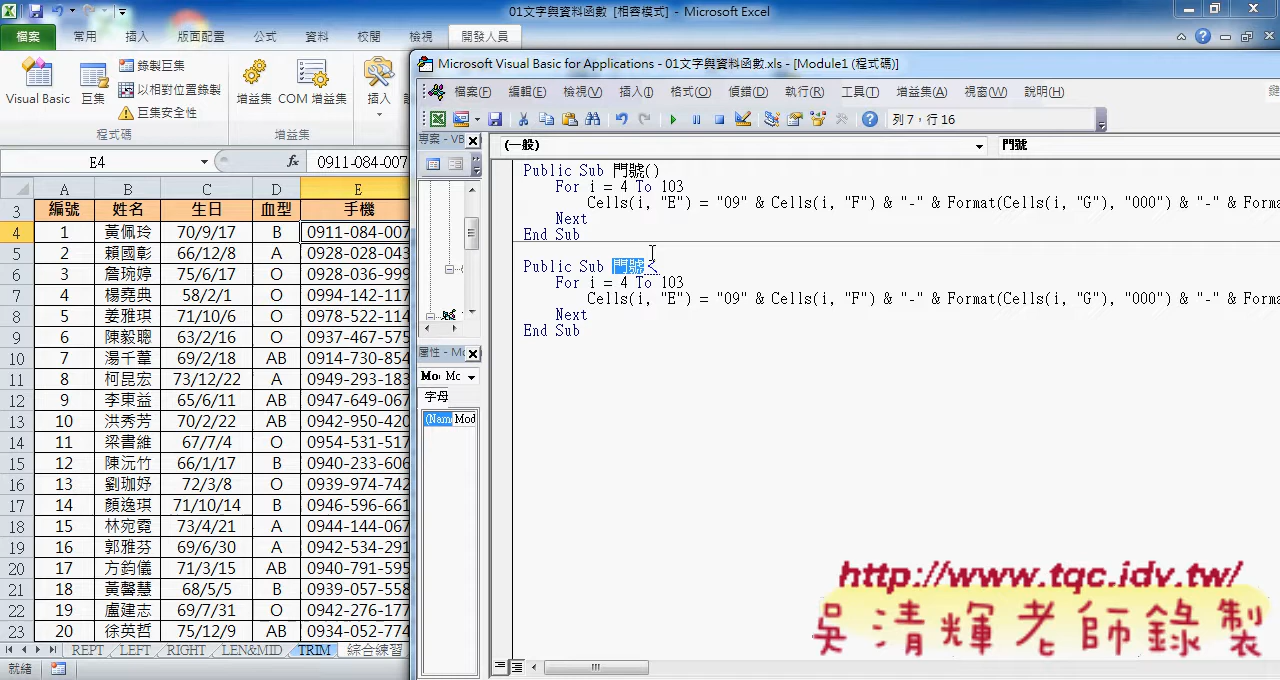 01文字與資料函數 [相容模式] - Microsoft Excel
檔案 常用 插入 版面配置 公式 資料 校閱 檢視 開發人員
Visual Basic 巨集 錄製巨集 以相對位置錄製 巨集安全性 增益集 COM 增益集 插入
程式碼 增益集
E4 fx 0911-084-007
A B C D E
3 編號 姓名 生日 血型 手機
4 1 黃佩玲 70/9/17 B 0911-084-007
5 2 賴國彰 66/12/8 A 0928-028-043
6 3 詹琬婷 75/6/17 O 0928-036-999
7 4 楊堯典 58/2/1 O 0994-142-117
8 5 姜雅琪 71/10/6 O 0978-522-114
9 6 陳毅聰 63/2/16 O 0937-467-575
10 7 湯千薰 69/2/18 AB 0914-730-854
11 8 柯昆宏 73/12/22 A 0949-293-183
12 9 李東益 65/6/11 AB 0947-649-067
13 10 洪秀芳 70/2/22 AB 0942-950-420
14 11 梁書維 67/7/4 O 0954-531-517
15 12 陳沅竹 66/1/17 B 0940-233-606
16 13 劉珈妤 72/3/8 O 0939-974-742
17 14 顏逸琪 71/10/14 B 0946-596-661
18 15 林宛霓 73/4/21 A 0944-144-067
19 16 郭雅芬 69/6/30 A 0942-534-291
20 17 方鈞儀 71/3/15 AB 0940-791-595
21 18 黃馨慧 68/5/5 B 0939-057-558
22 19 盧建志 69/7/31 O 0942-276-177
23 20 徐英哲 75/12/9 AB 0934-052-774
REPT LEFT RIGHT LEN&MID TRIM 綜合練習
就緒
Microsoft Visual Basic for Applications - 01文字與資料函數.xls - [Module1 (程式碼)]
檔案(F) 編輯(E) 檢視(V) 插入(I) 格式(O) 偵錯(D) 執行(R) 工具(T) 增益集(A) 視窗(W) 說明(H)
列 7，行 16
專案 - VB
(一般) 門號
Public Sub 門號()
For i = 4 To 103
Cells(i, "E") = "09" & Cells(i, "F") & "-" & Format(Cells(i, "G"), "000") & "-" & Forma
Next
End Sub
Public Sub 門號
For i = 4 To 103
Cells(i, "E") = "09" & Cells(i, "F") & "-" & Format(Cells(i, "G"), "000") & "-" & Forma
Next
End Sub
屬性 - Mo
Mo Mc
字母
(Nam Mod
http://www.tqc.idv.tw/
吳清輝老師錄製